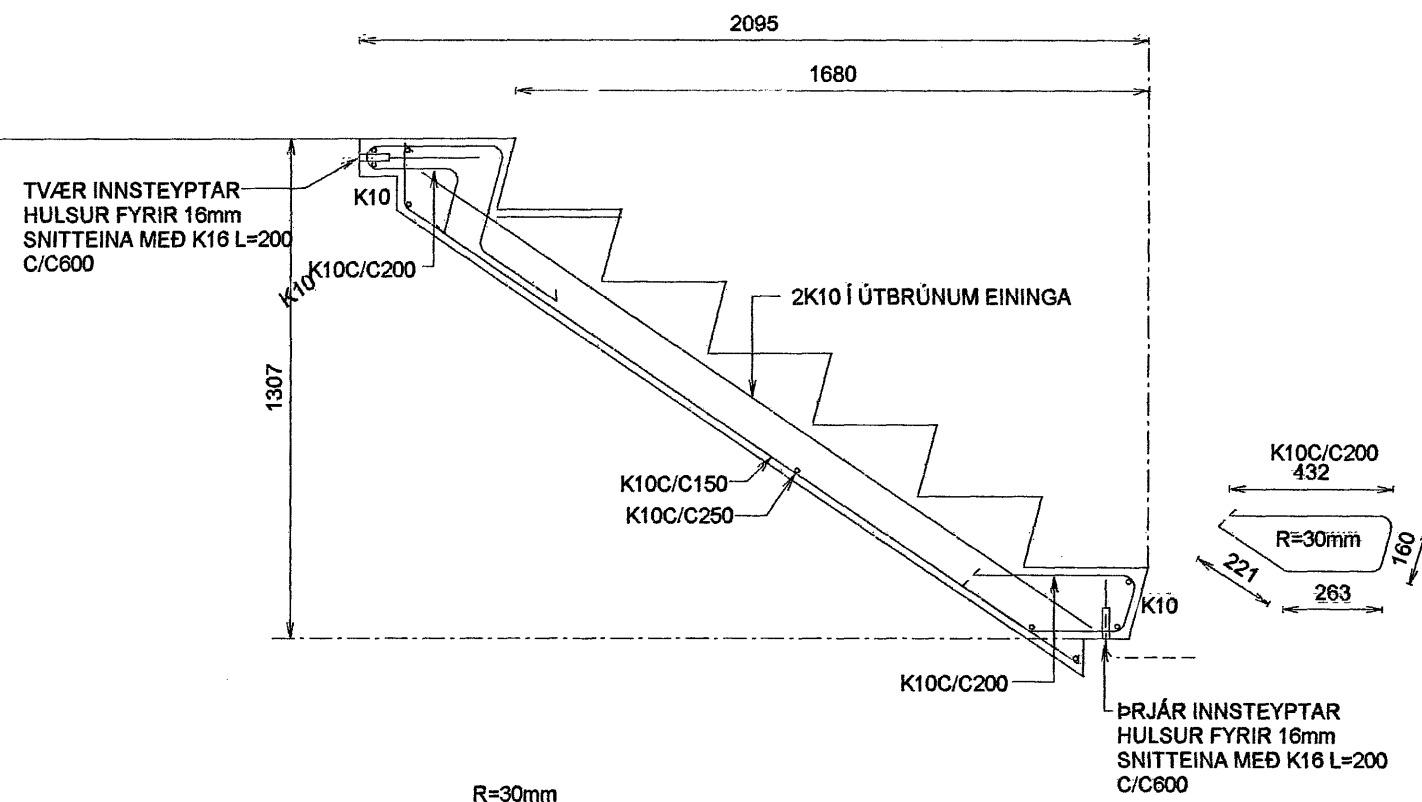 2095
1680
TVÆR INNSTEYPTAR
HULSUR FYRIR 16mm
SNITTEINA MEÐ K16 L=200
C/C600
K10
K10C/C200
K10
1307
2K10 Í ÚTBRÚNUM EININGA
K10C/C150
K10C/C250
K10C/C200
432
R=30mm
160
221
263
K10
K10C/C200
ÞRJÁR INNSTEYPTAR
HULSUR FYRIR 16mm
SNITTEINA MEÐ K16 L=200
C/C600
R=30mm